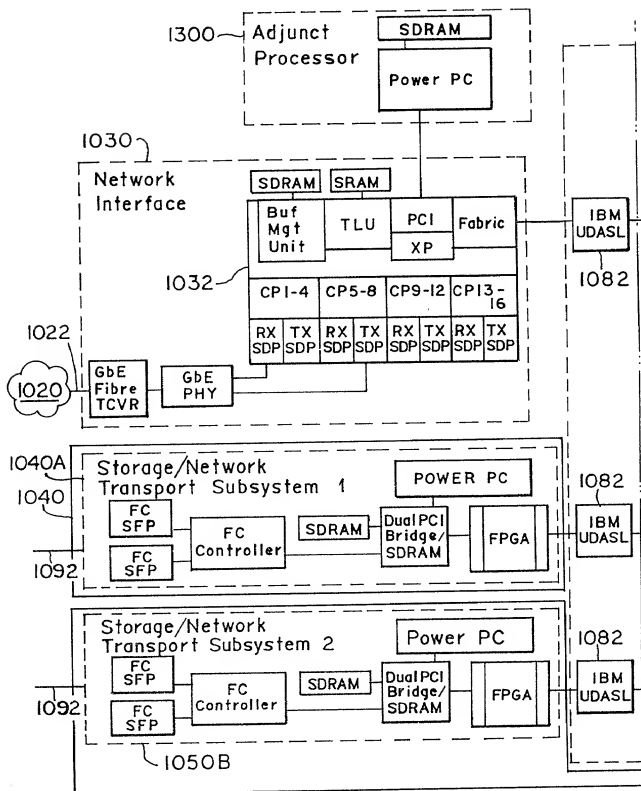 1300
Adjunct
Processor
SDRAM
Power PC
1030
Network
Interface
SDRAM
SRAM
Buf
Mgt
Unit
TLU
PCI
XP
Fabric
IBM
UDASL
1082
1032
CP1-4
CP5-8
CP9-12
CP13-
16
RX
SDP
TX
SDP
RX
SDP
TX
SDP
RX
SDP
TX
SDP
RX
SDP
TX
SDP
1022
1020
GbE
Fibre
TCVR
GbE
PHY
1040A
1040
Storage/Network
Transport Subsystem 1
POWER PC
FC
SFP
FC
SFP
FC
Controller
SDRAM
Dual PCI
Bridge/
SDRAM
FPGA
1082
IBM
UDASL
1092
Storage/Network
Transport Subsystem 2
Power PC
FC
SFP
FC
SFP
FC
Controller
SDRAM
Dual PCI
Bridge/
SDRAM
FPGA
1082
IBM
UDASL
1092
1050B